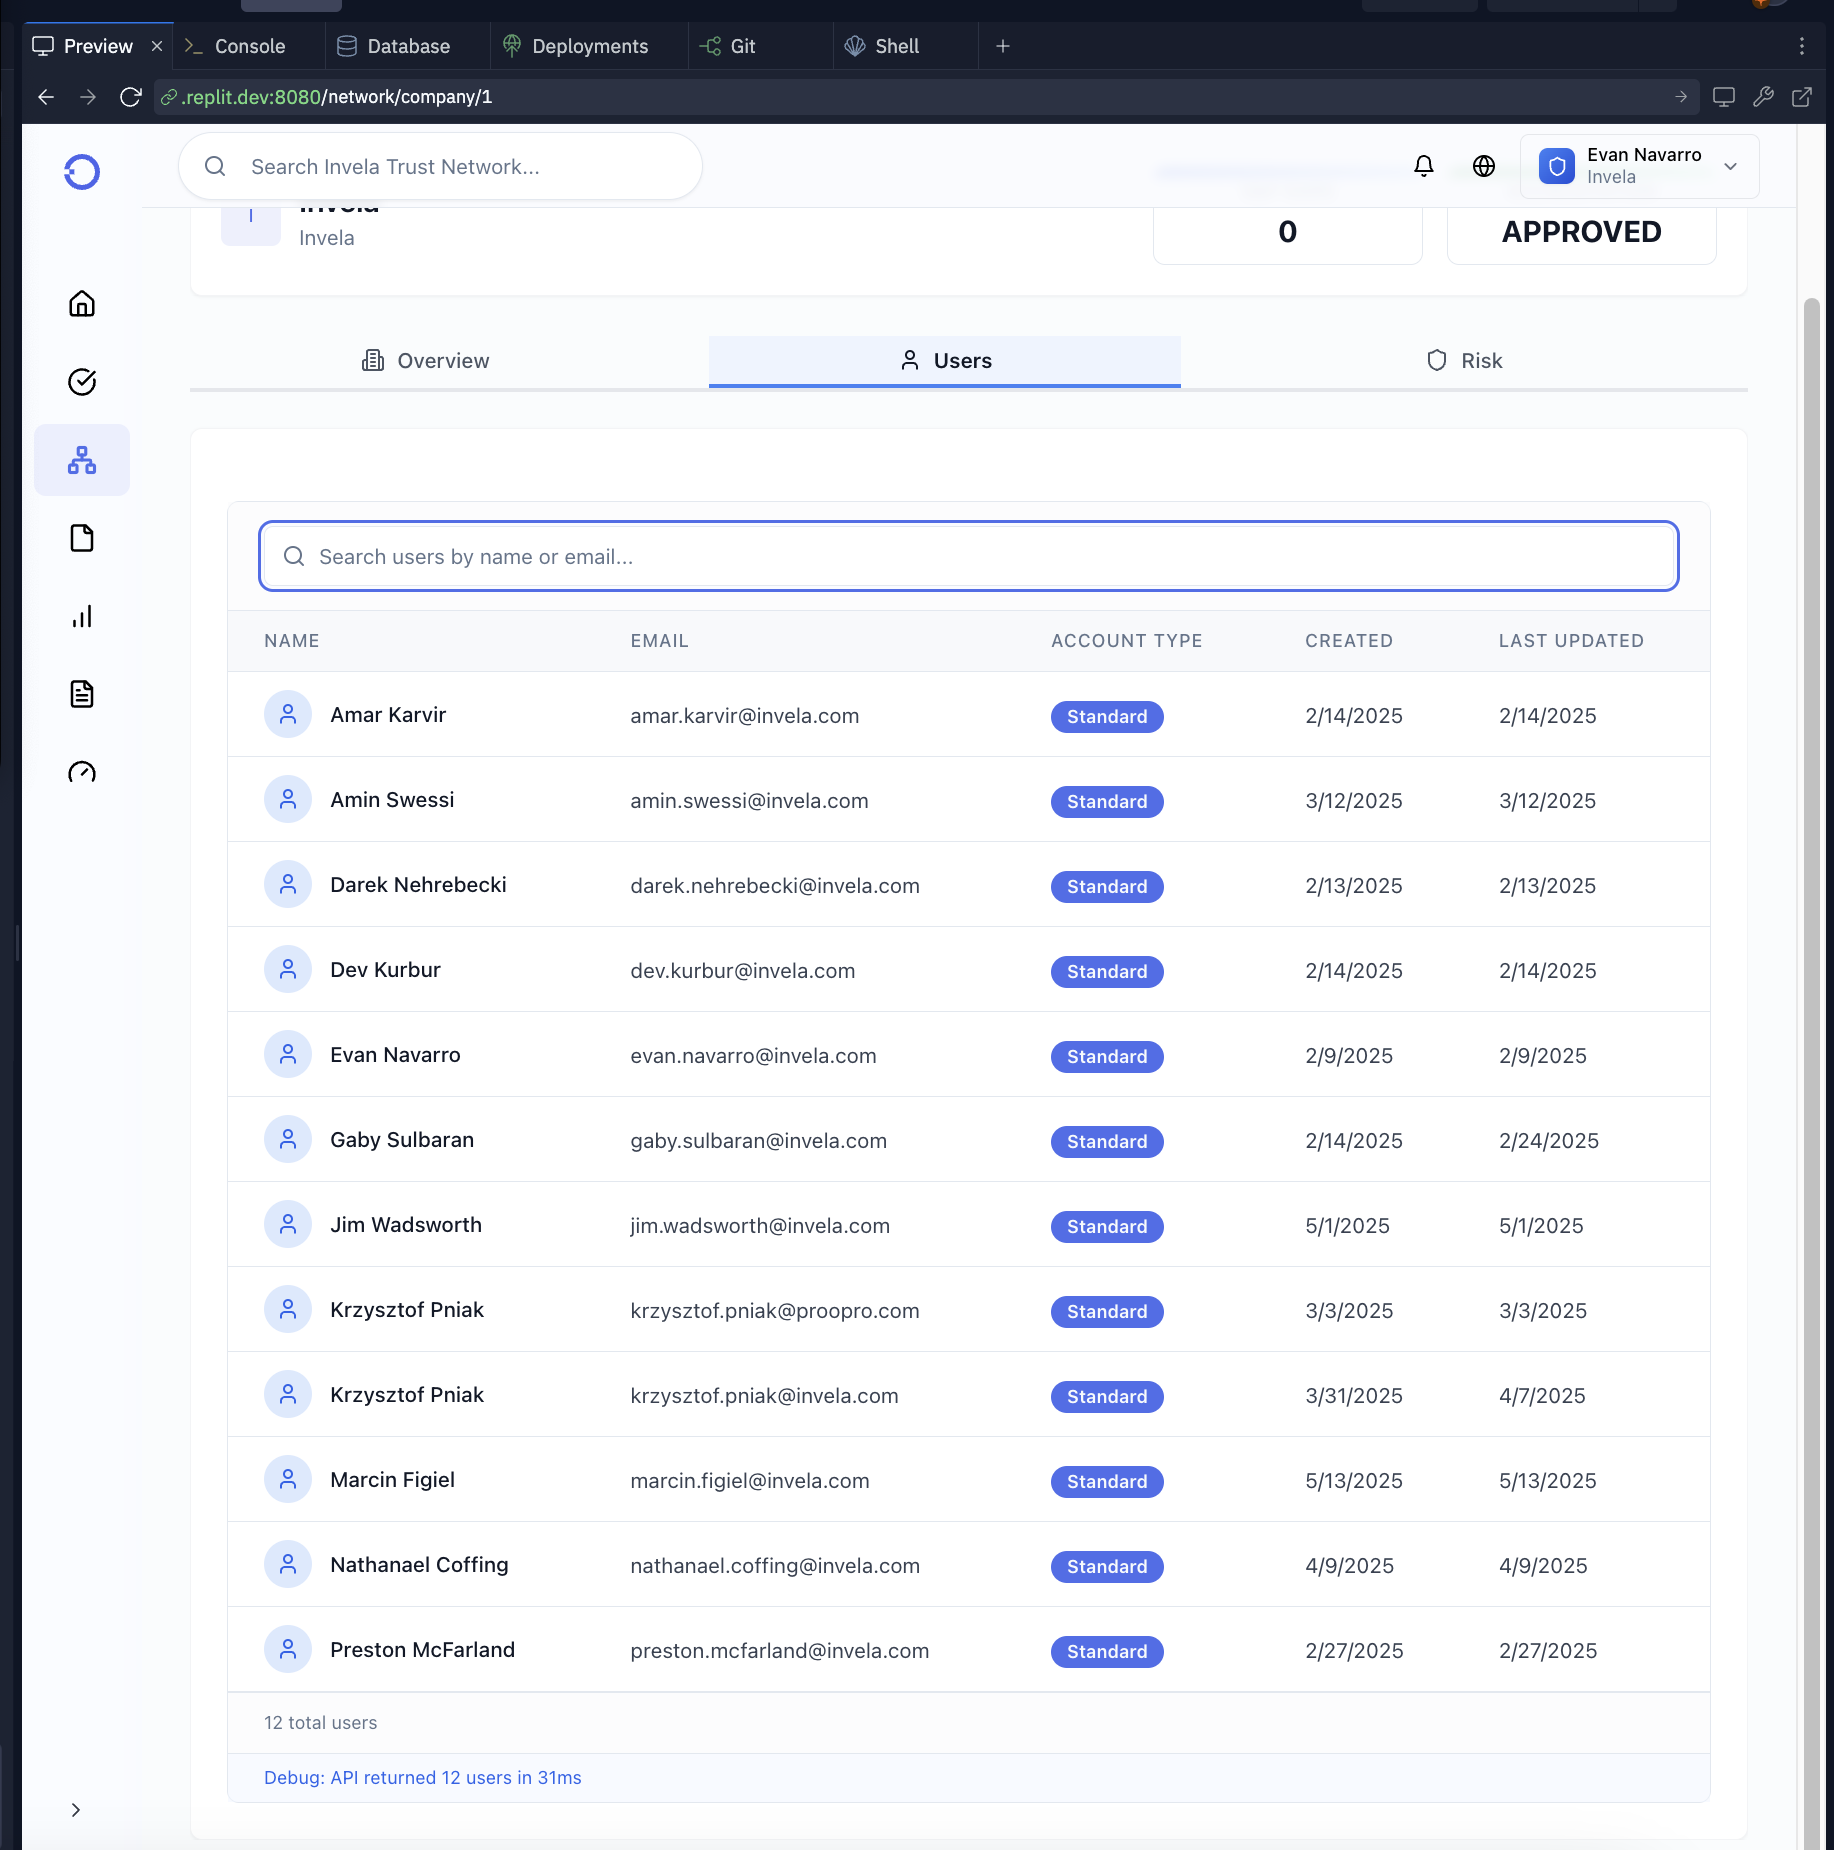 Preview
Console
Database
Deployments
Git
Shell
.replit.dev:8080/network/company/1
Search Invela Trust Network...
Evan Navarro
Invela
Invela
Invela
0
APPROVED
Overview
Users
Risk
Search users by name or email...
NAME EMAIL ACCOUNT TYPE CREATED LAST UPDATED
Amar Karvir amar.karvir@invela.com Standard 2/14/2025 2/14/2025
Amin Swessi amin.swessi@invela.com Standard 3/12/2025 3/12/2025
Darek Nehrebecki darek.nehrebecki@invela.com Standard 2/13/2025 2/13/2025
Dev Kurbur dev.kurbur@invela.com Standard 2/14/2025 2/14/2025
Evan Navarro evan.navarro@invela.com Standard 2/9/2025 2/9/2025
Gaby Sulbaran gaby.sulbaran@invela.com Standard 2/14/2025 2/24/2025
Jim Wadsworth jim.wadsworth@invela.com Standard 5/1/2025 5/1/2025
Krzysztof Pniak krzysztof.pniak@proopro.com Standard 3/3/2025 3/3/2025
Krzysztof Pniak krzysztof.pniak@invela.com Standard 3/31/2025 4/7/2025
Marcin Figiel marcin.figiel@invela.com Standard 5/13/2025 5/13/2025
Nathanael Coffing nathanael.coffing@invela.com Standard 4/9/2025 4/9/2025
Preston McFarland preston.mcfarland@invela.com Standard 2/27/2025 2/27/2025
12 total users
Debug: API returned 12 users in 31ms